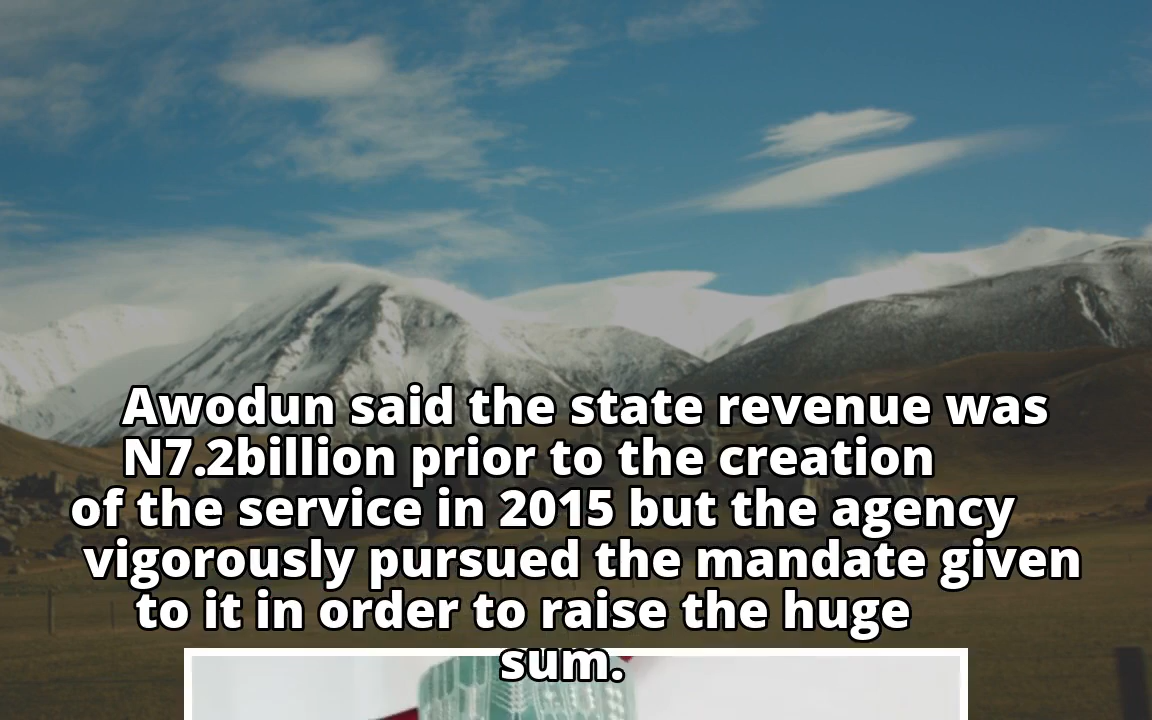 Awodun said the state revenue was
N7.2billion prior to the creation
of the service in 2015 but the agency
vigorously pursued the mandate given
to it in order to raise the huge
sum.